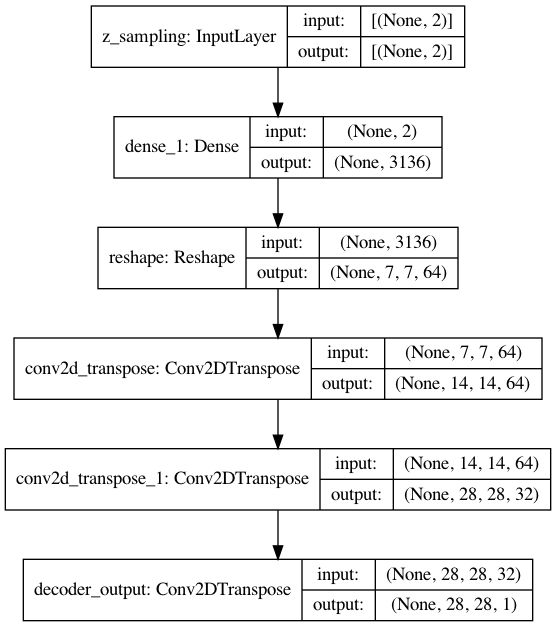 z_sampling: InputLayer
input:
[(None, 2)]
output:
[(None, 2)]
dense_1: Dense
input:
(None, 2)
output:
(None, 3136)
reshape: Reshape
input:
(None, 3136)
output:
(None, 7, 7, 64)
conv2d_transpose: Conv2DTranspose
input:
(None, 7, 7, 64)
output:
(None, 14, 14, 64)
conv2d_transpose_1: Conv2DTranspose
input:
(None, 14, 14, 64)
output:
(None, 28, 28, 32)
decoder_output: Conv2DTranspose
input:
(None, 28, 28, 32)
output:
(None, 28, 28, 1)